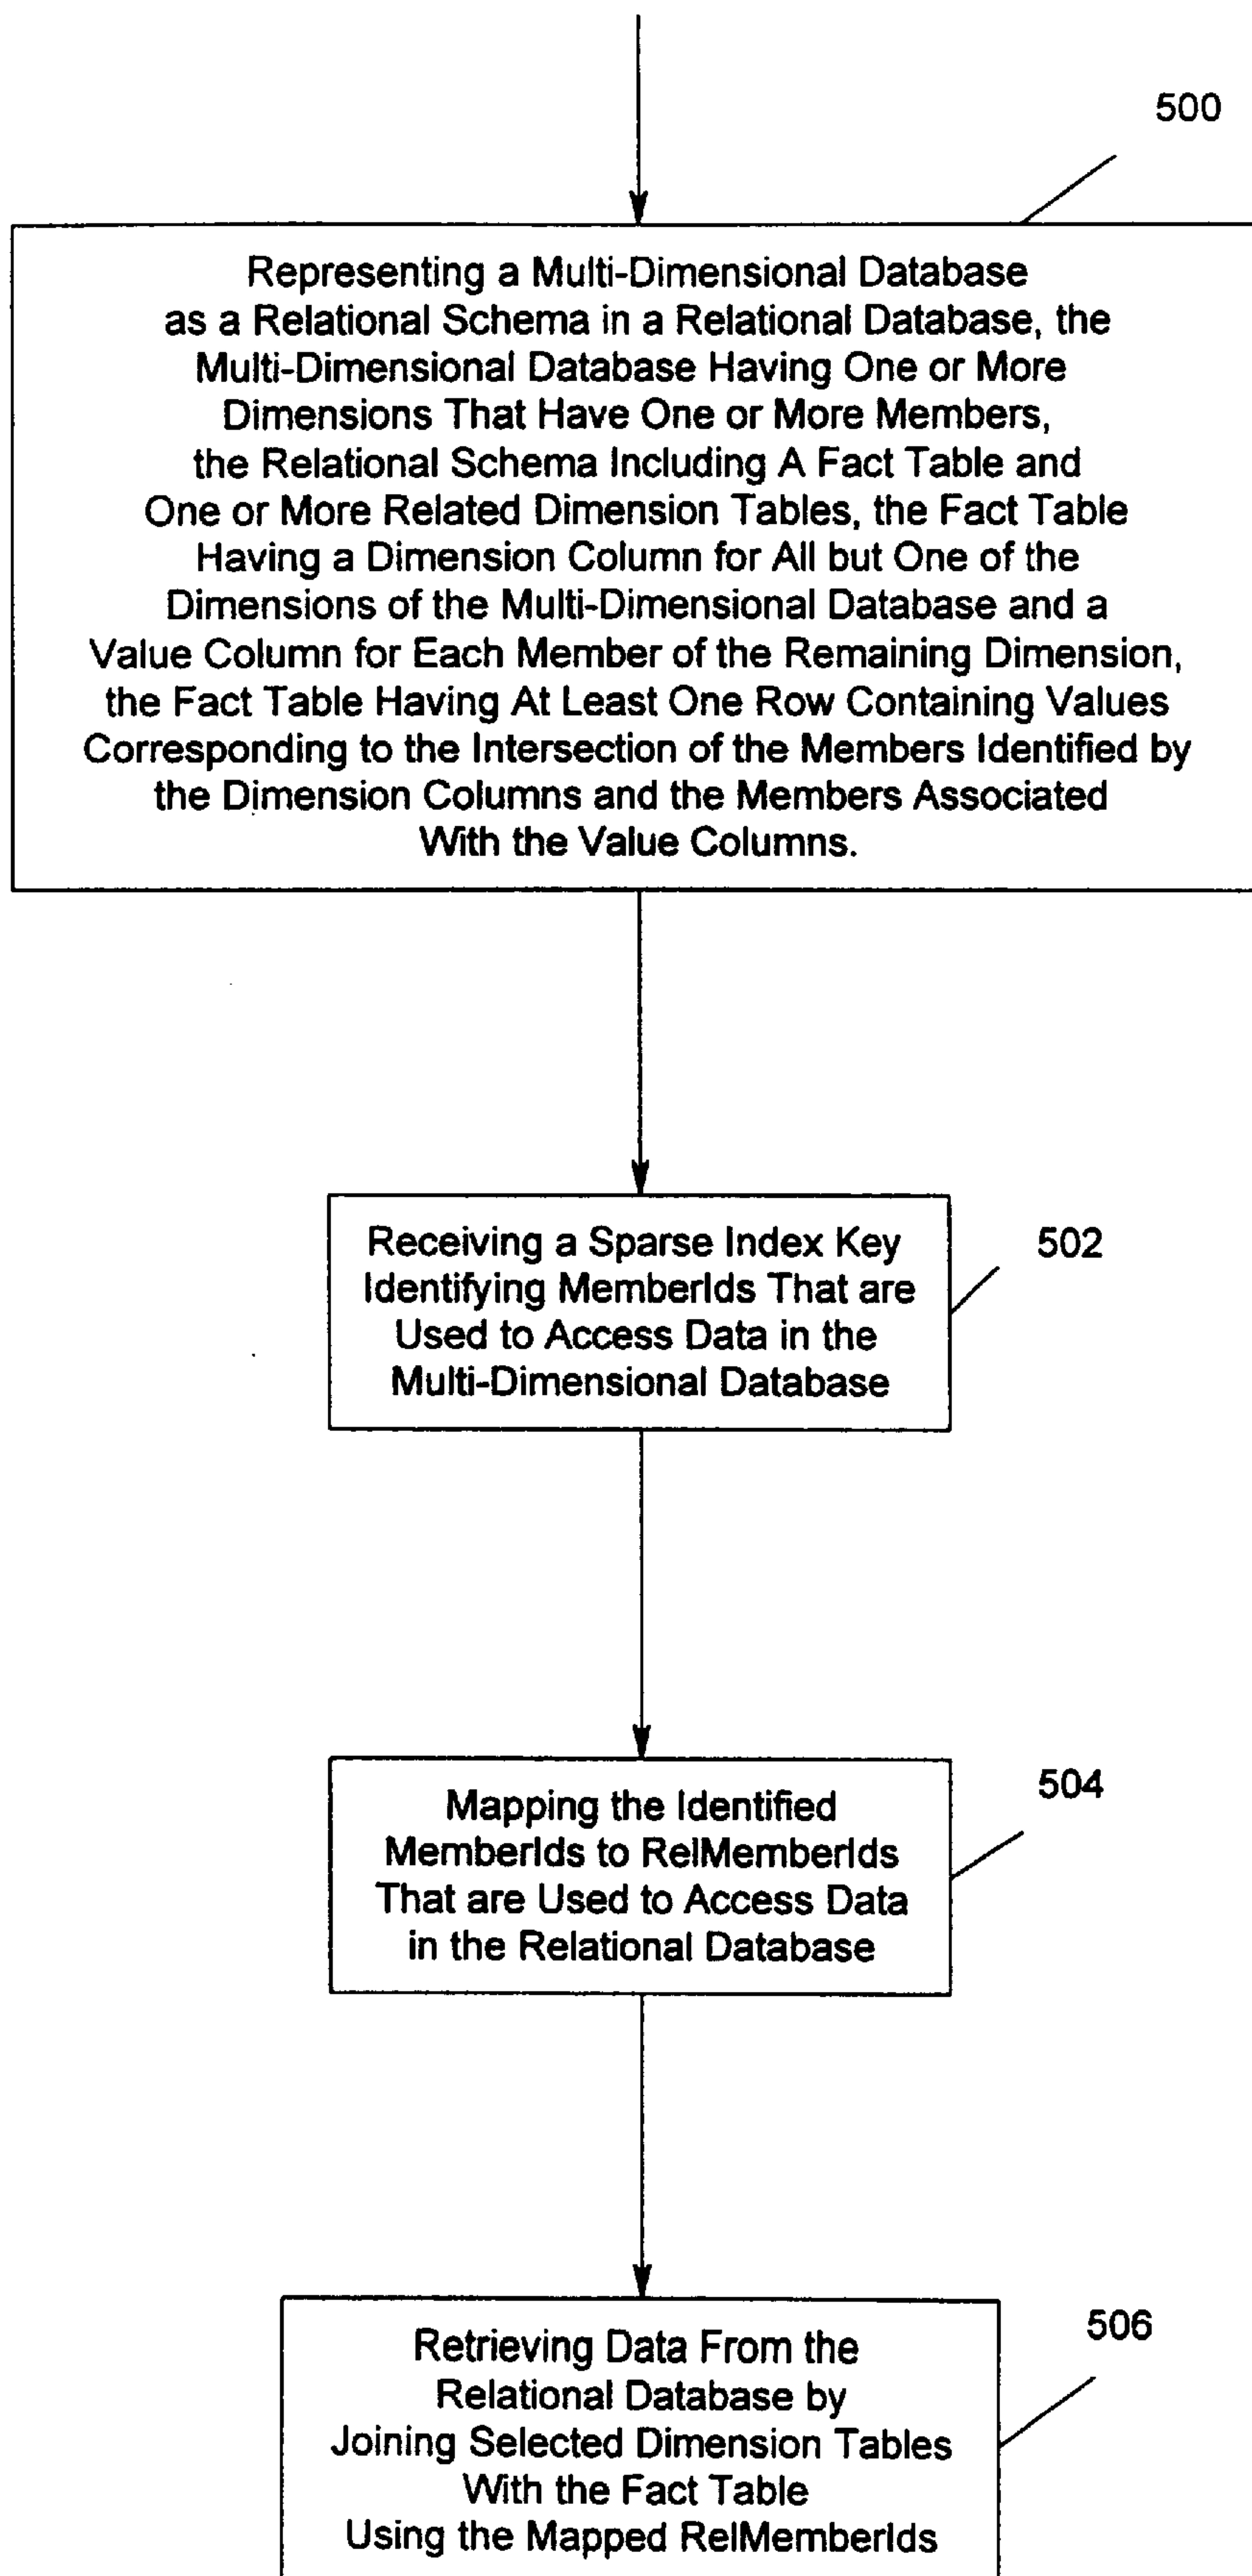 500
Representing a Multi-Dimensional Database
as a Relational Schema in a Relational Database, the
Multi-Dimensional Database Having One or More
Dimensions That Have One or More Members,
the Relational Schema Including A Fact Table and
One or More Related Dimension Tables, the Fact Table
Having a Dimension Column for All but One of the
Dimensions of the Multi-Dimensional Database and a
Value Column for Each Member of the Remaining Dimension,
the Fact Table Having At Least One Row Containing Values
Corresponding to the Intersection of the Members Identified by
the Dimension Columns and the Members Associated
With the Value Columns.
Receiving a Sparse Index Key
Identifying MemberIds That are
Used to Access Data in the
Multi-Dimensional Database
502
Mapping the Identified
MemberIds to RelMemberIds
That are Used to Access Data
in the Relational Database
504
Retrieving Data From the
Relational Database by
Joining Selected Dimension Tables
With the Fact Table
Using the Mapped RelMemberIds
506